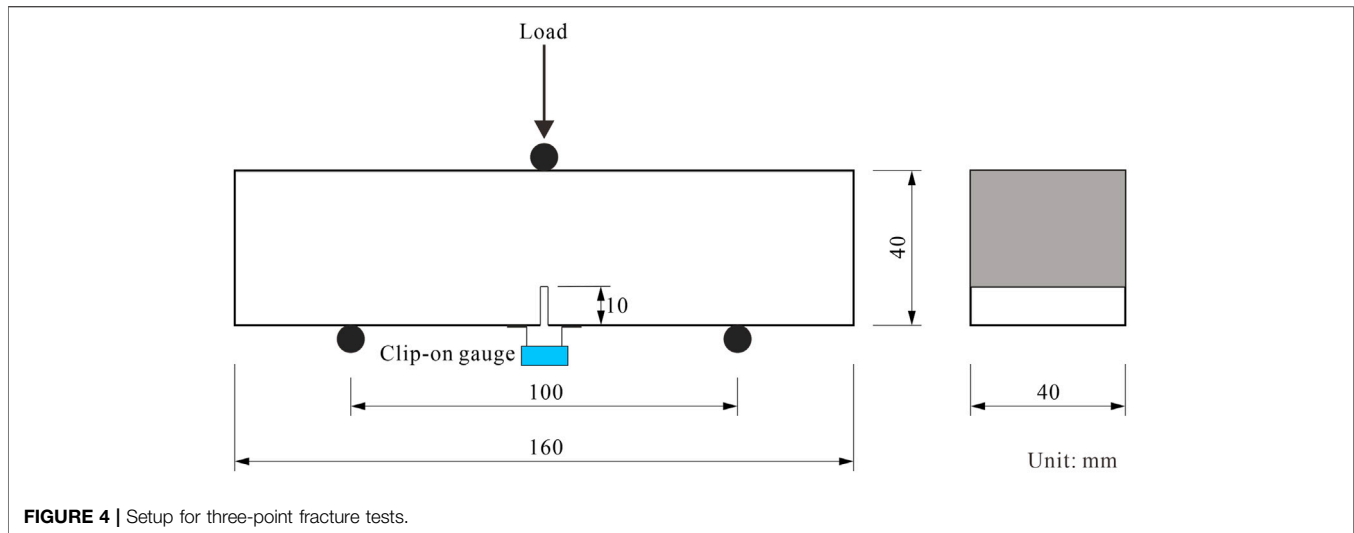 Load
40
10
Clip-on gauge
100
40
160
Unit: mm
FIGURE 4 | Setup for three-point fracture tests.